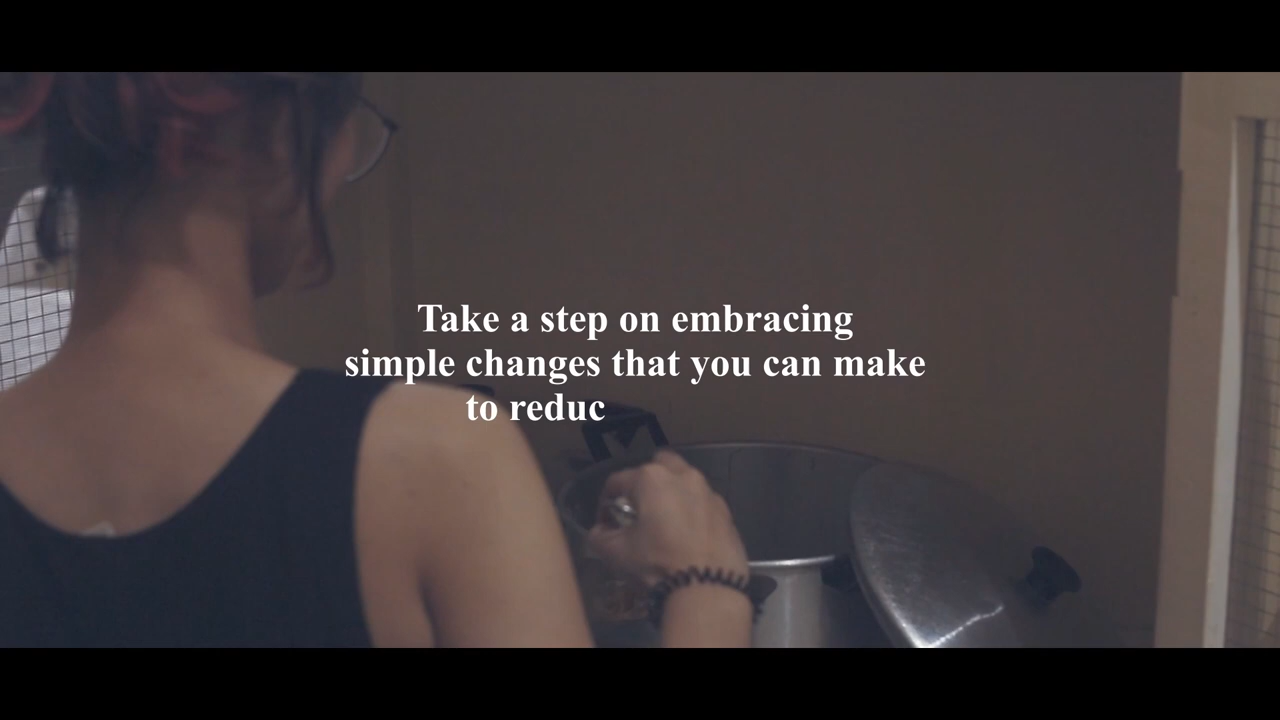 Take a step on embracing
simple changes that you can make
to reduc